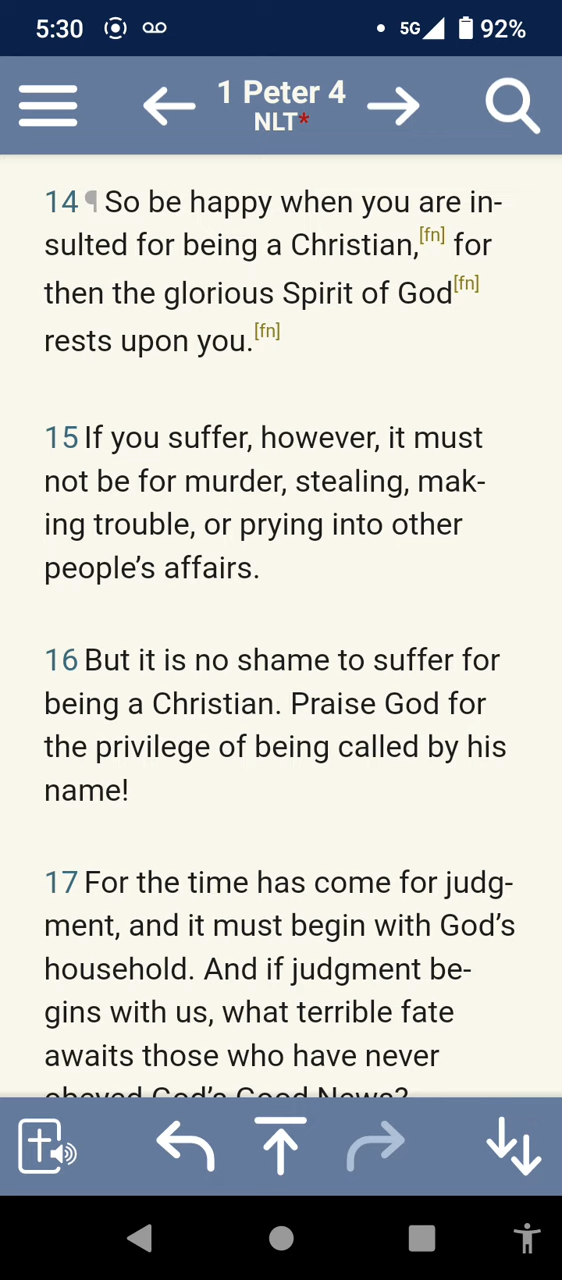 5:30 5G 92%
1 Peter 4
NLT*
14 ¶ So be happy when you are in-
sulted for being a Christian,[fn] for
then the glorious Spirit of God[fn]
rests upon you.[fn]
15 If you suffer, however, it must
not be for murder, stealing, mak-
ing trouble, or prying into other
people’s affairs.
16 But it is no shame to suffer for
being a Christian. Praise God for
the privilege of being called by his
name!
17 For the time has come for judg-
ment, and it must begin with God’s
household. And if judgment be-
gins with us, what terrible fate
awaits those who have never
obeyed God’s Good News?